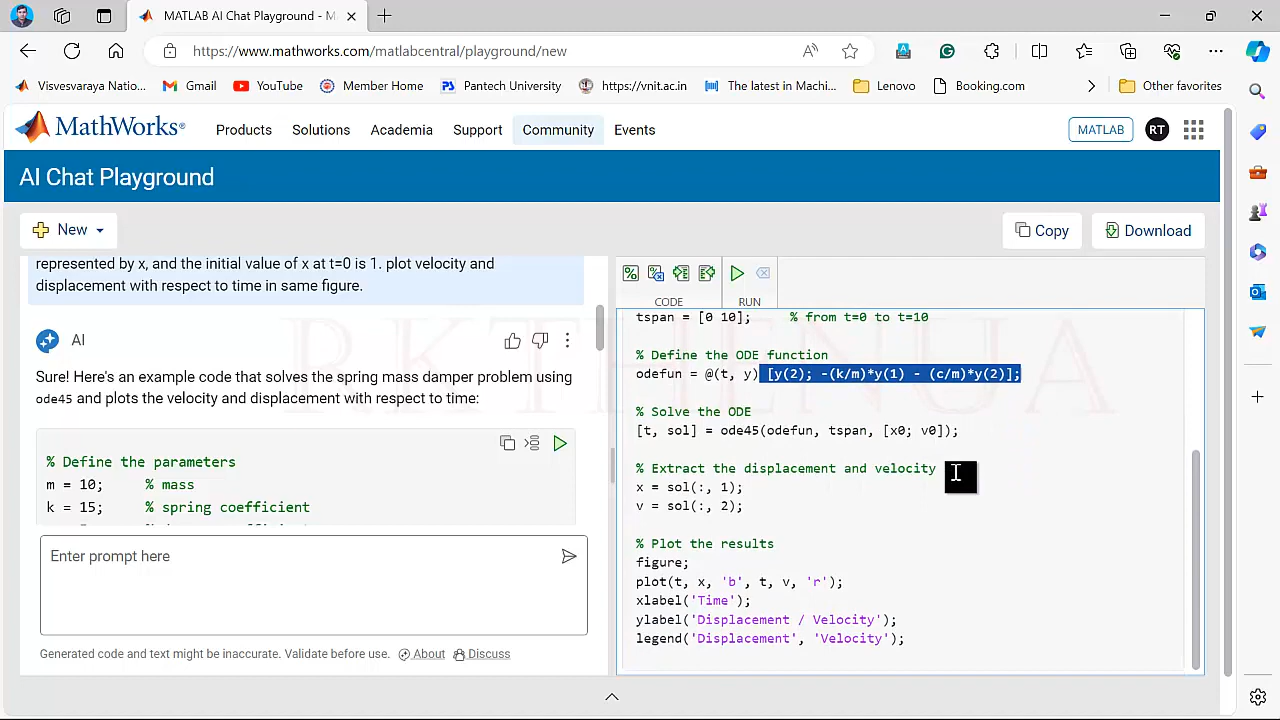 MATLAB AI Chat Playground - M
https://www.mathworks.com/matlabcentral/playground/new
Visvesvaraya Natio...
Gmail
YouTube
Member Home
Pantech University
https://vnit.ac.in
The latest in Machi...
Lenovo
Booking.com
Other favorites
MathWorks®
Products
Solutions
Academia
Support
Community
Events
MATLAB
RT
AI Chat Playground
New
Copy
Download
represented by x, and the initial value of x at t=0 is 1. plot velocity and
displacement with respect to time in same figure.
AI
Sure! Here's an example code that solves the spring mass damper problem using
ode45 and plots the velocity and displacement with respect to time:
% Define the parameters
m = 10; % mass
k = 15; % spring coefficient
Enter prompt here
Generated code and text might be inaccurate. Validate before use.
About
Discuss
CODE
RUN
tspan = [0 10]; % from t=0 to t=10
% Define the ODE function
odefun = @(t, y) [y(2); -(k/m)*y(1) - (c/m)*y(2)];
% Solve the ODE
[t, sol] = ode45(odefun, tspan, [x0; v0]);
% Extract the displacement and velocity
x = sol(:, 1);
v = sol(:, 2);
% Plot the results
figure;
plot(t, x, 'b', t, v, 'r');
xlabel('Time');
ylabel('Displacement / Velocity');
legend('Displacement', 'Velocity');
RKTHENUA